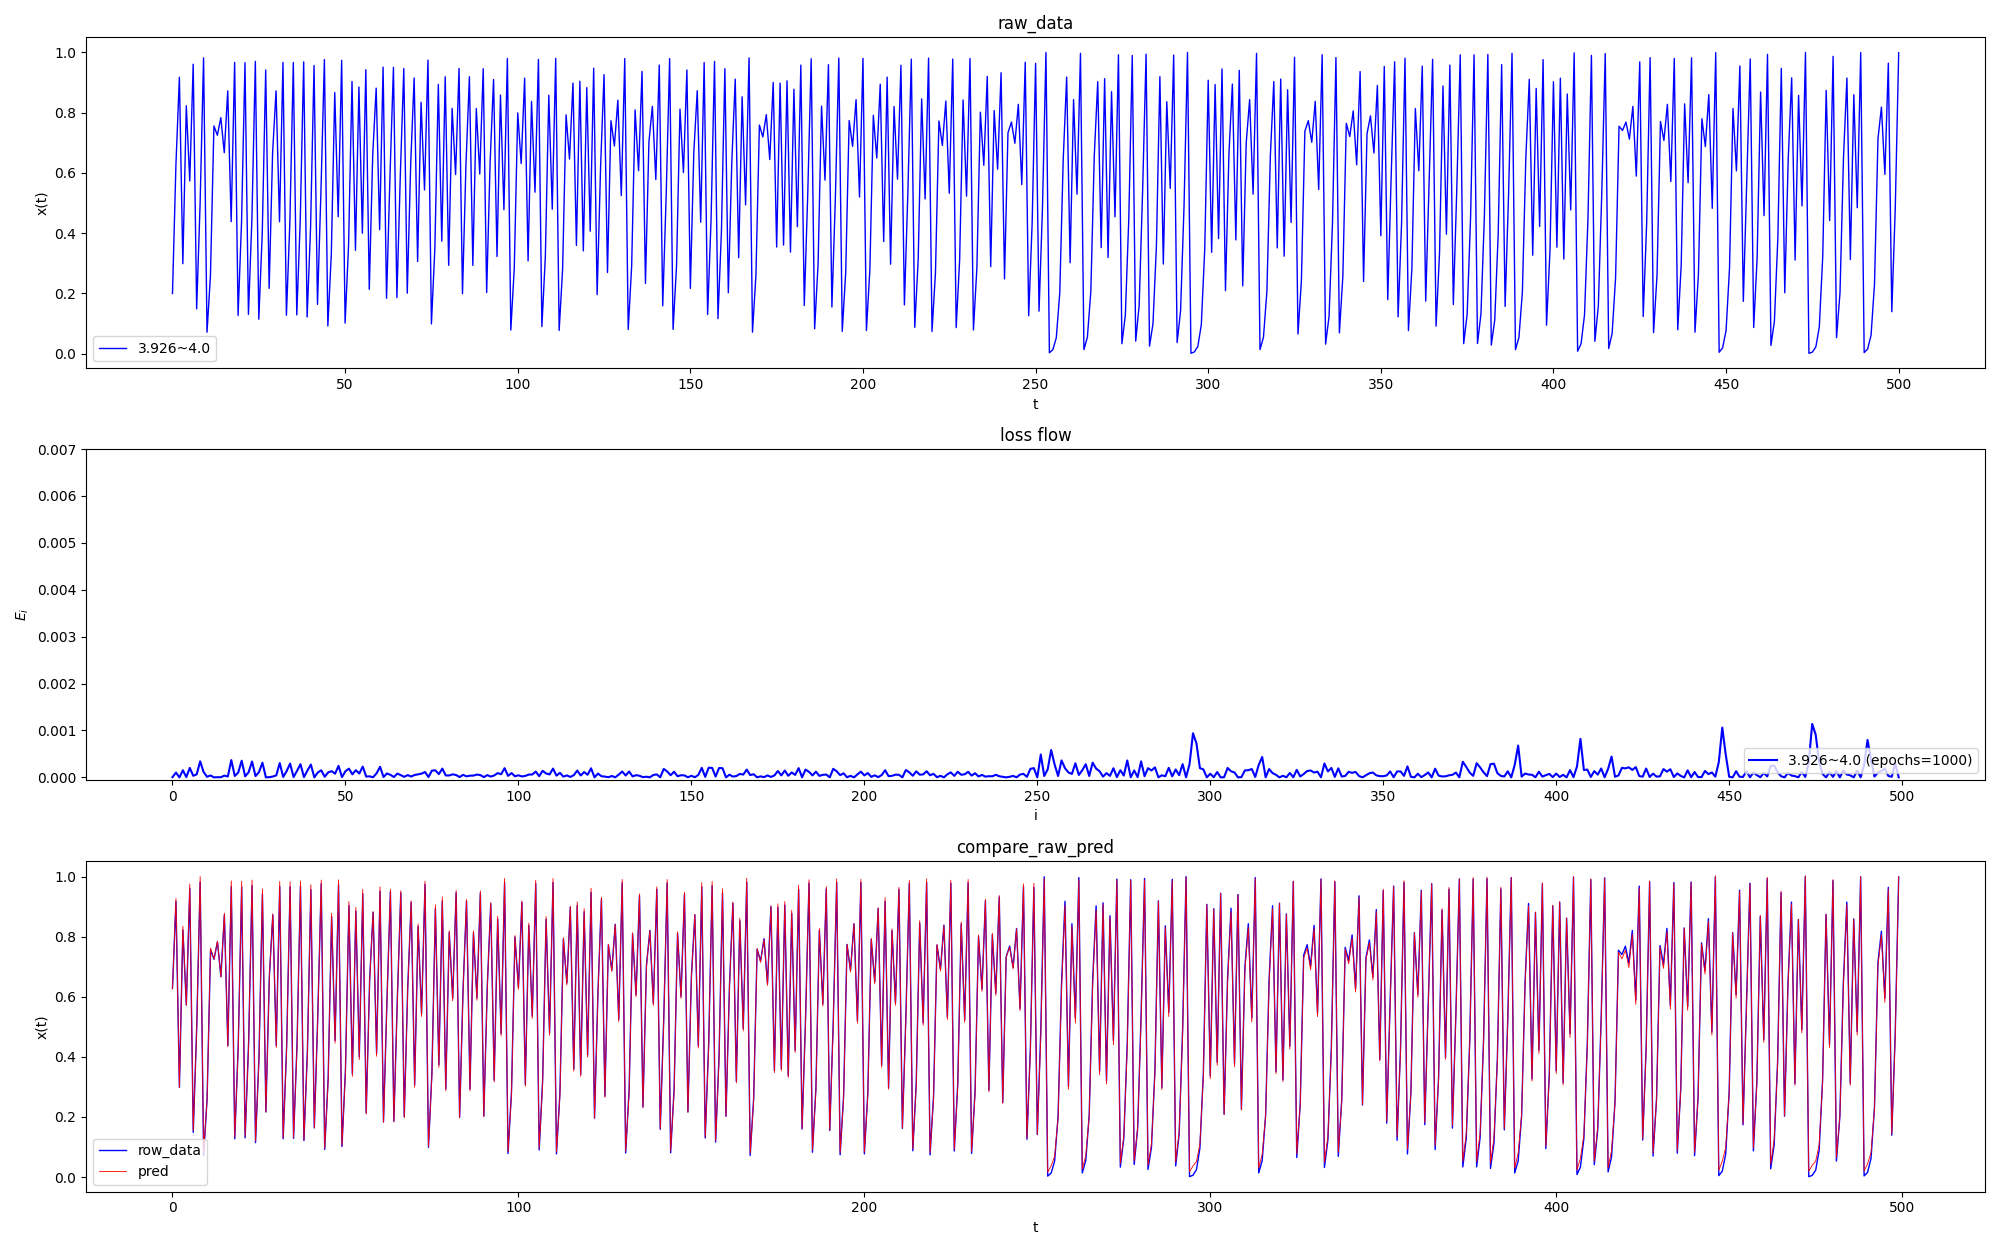 raw_data
1.0
0.8
0.6
0.4
0.2
0.0
x(t)
3.926~4.0
50 100 150 200 250 300 350 400 450 500
t
loss flow
0.007
0.006
0.005
0.004
0.003
0.002
0.001
0.000
E_i
3.926~4.0 (epochs=1000)
0 50 100 150 200 250 300 350 400 450 500
i
compare_raw_pred
1.0
0.8
0.6
0.4
0.2
0.0
x(t)
row_data
pred
0 100 200 300 400 500
t